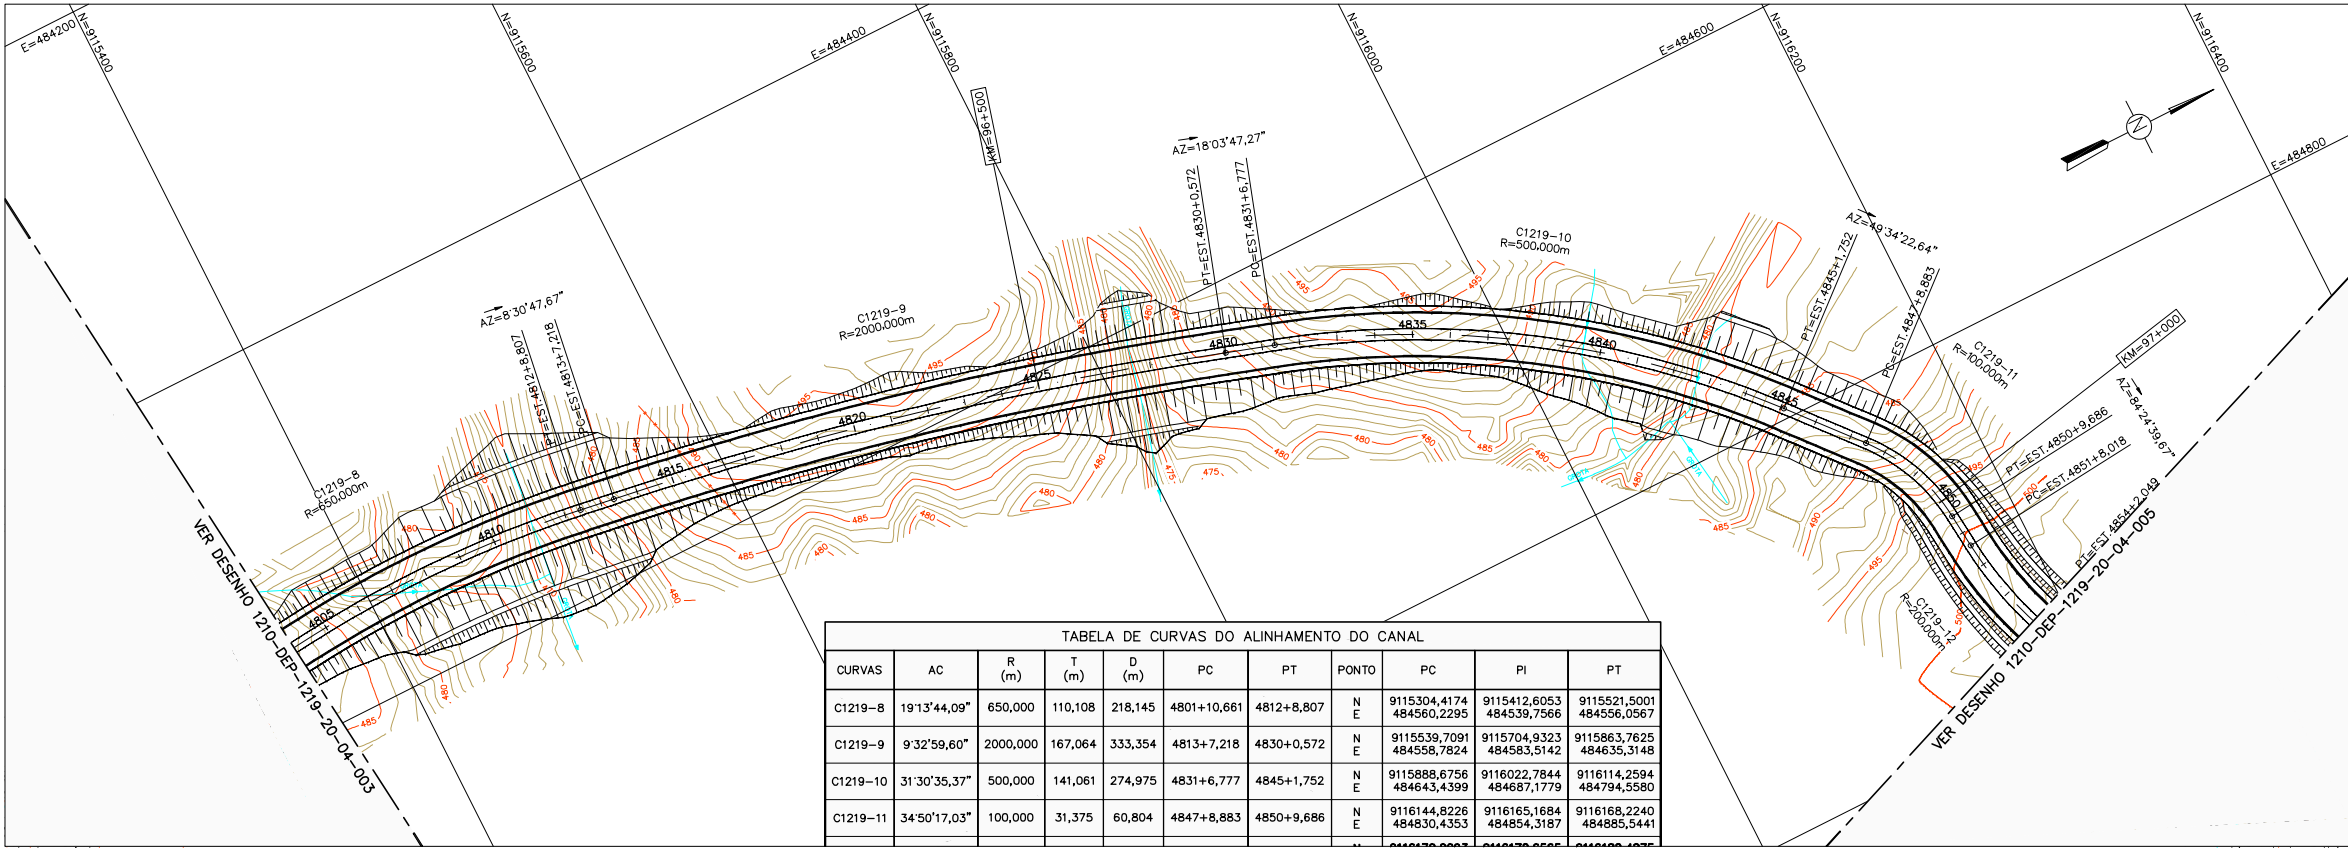 E=484200
N=9115400
N=9115600
E=484400
N=9115800
N=9116000
E=484600
N=9116200
N=9116400
E=484800
KM=96+500
AZ=18°03'47,27"
PT=EST.4830+0,572
PC=EST.4831+6,777
C1219-10
R=500,000m
AZ=49°34'22,64"
PT=EST.4845+1,752
PC=EST.4847+8,883
C1219-11
R=100,000m
KM=97+000
AZ=84°24'39,67"
PT=EST.4850+9,686
PC=EST.4851+8,018
PT=EST.4854+2,049
AZ=8°30'47,67"
PT=EST.4812+8,807
PC=EST.4813+7,218
C1219-9
R=2000,000m
C1219-8
R=650,000m
C1219-12
R=200,000m
4805
4810
4815
4820
4825
4830
4835
4840
4845
4850
VER DESENHO 1210-DEP-1219-20-04-003
VER DESENHO 1210-DEP-1219-20-04-005
TABELA DE CURVAS DO ALINHAMENTO DO CANAL
CURVAS AC R (m) T (m) D (m) PC PT PONTO PC PI PT
C1219-8 19°13'44,09" 650,000 110,108 218,145 4801+10,661 4812+8,807 N 9115304,4174 9115412,6053 9115521,5001
E 484560,2295 484539,7566 484556,0567
C1219-9 9°32'59,60" 2000,000 167,064 333,354 4813+7,218 4830+0,572 N 9115539,7091 9115704,9323 9115863,7625
E 484558,7824 484583,5142 484635,3148
C1219-10 31°30'35,37" 500,000 141,061 274,975 4831+6,777 4845+1,752 N 9115888,6756 9116022,7844 9116114,2594
E 484643,4399 484687,1779 484794,5580
C1219-11 34°50'17,03" 100,000 31,375 60,804 4847+8,883 4850+9,686 N 9116144,8226 9116165,1684 9116168,2240
E 484830,4353 484854,3187 484885,5441